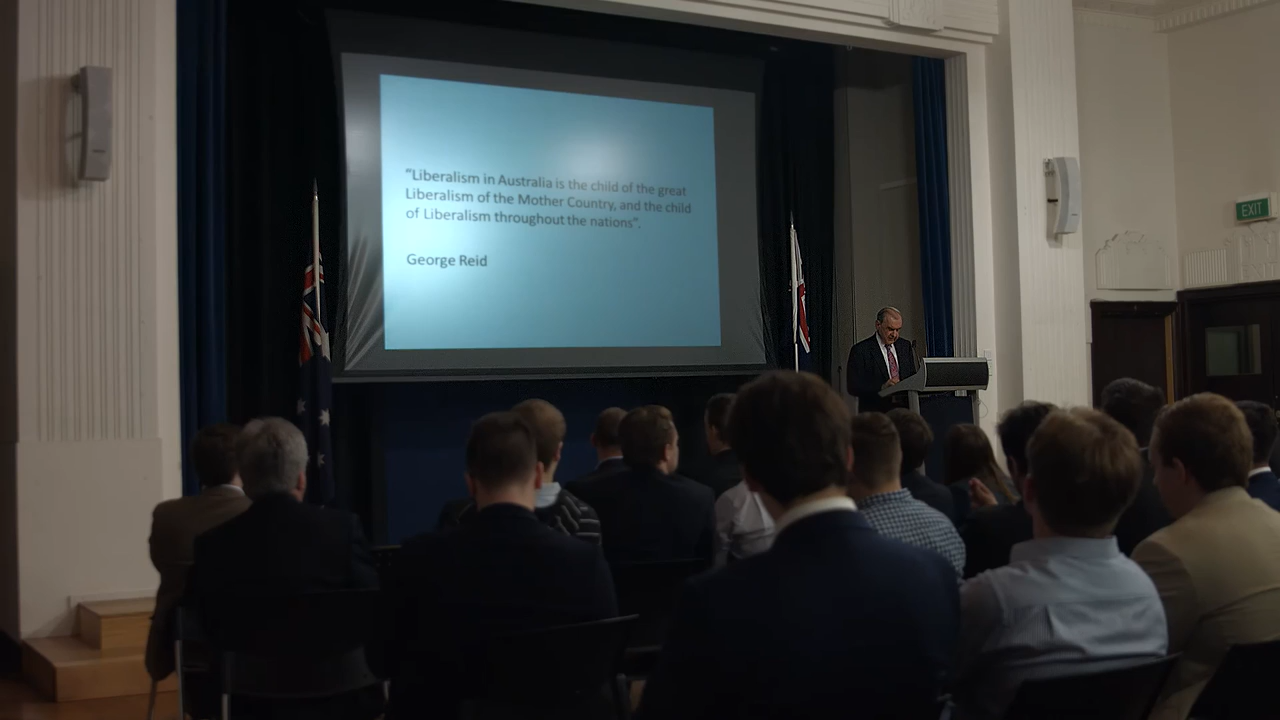 “Liberalism in Australia is the child of the great
Liberalism of the Mother Country, and the child
of Liberalism throughout the nations”.
George Reid
EXIT